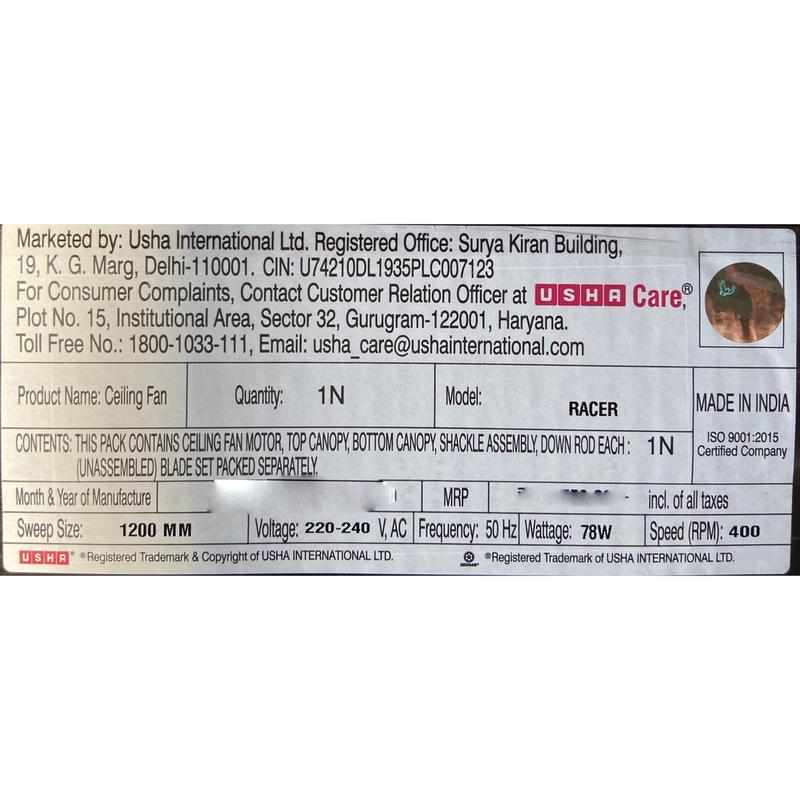 Marketed by: Usha International Ltd. Registered Office: Surya Kiran Building,
19, K. G. Marg, Delhi-110001. CIN: U74210DL1935PLC007123
For Consumer Complaints, Contact Customer Relation Officer at USHA Care®,
Plot No. 15, Institutional Area, Sector 32, Gurugram-122001, Haryana.
Toll Free No.: 1800-1033-111, Email: usha_care@ushainternational.com
Product Name: Ceiling Fan Quantity: 1N Model: RACER
MADE IN INDIA
ISO 9001:2015
Certified Company
CONTENTS: THIS PACK CONTAINS CEILING FAN MOTOR, TOP CANOPY, BOTTOM CANOPY, SHACKLE ASSEMBLY, DOWN ROD EACH: 1N
(UNASSEMBLED) BLADE SET PACKED SEPARATELY.
Month & Year of Manufacture MRP incl. of all taxes
Sweep Size: 1200 MM Voltage: 220-240 V, AC Frequency: 50 Hz Wattage: 78W Speed (RPM): 400
USHA® ®Registered Trademark & Copyright of USHA INTERNATIONAL LTD. ®Registered Trademark of USHA INTERNATIONAL LTD.